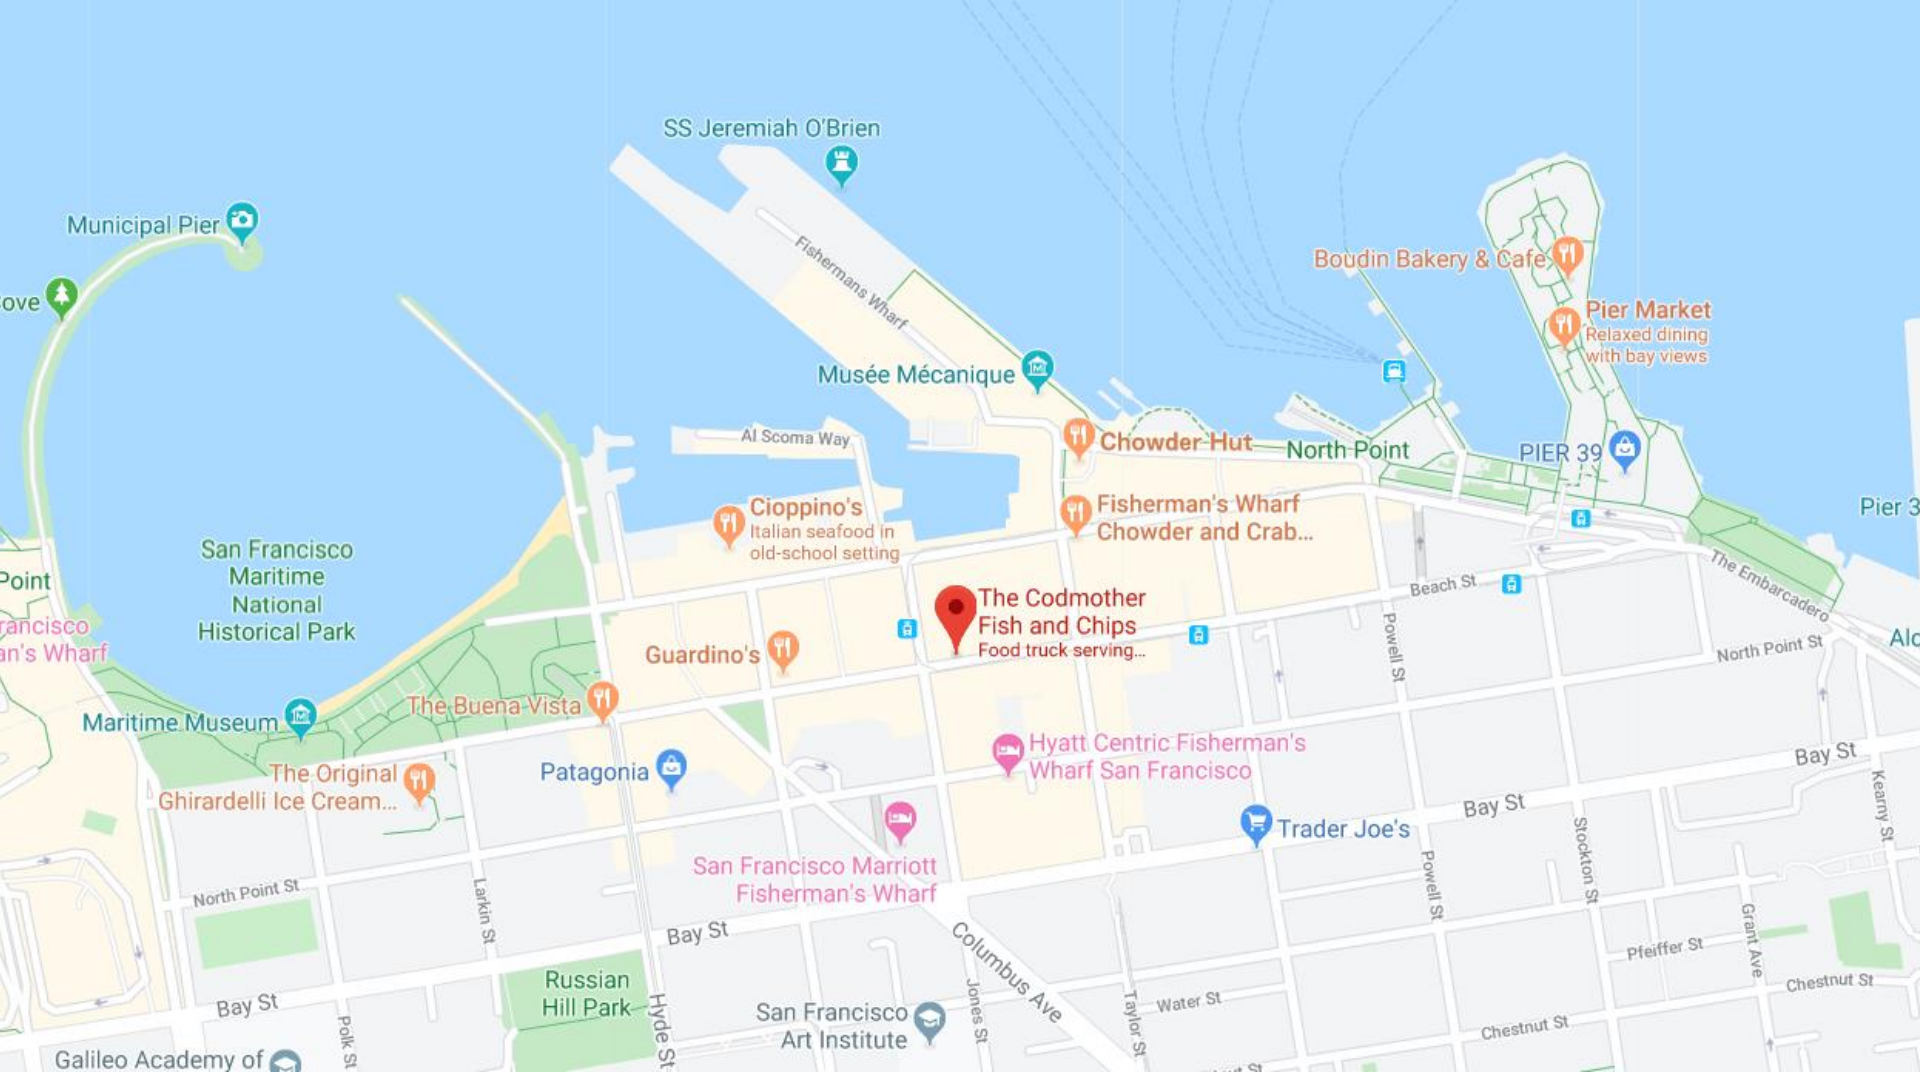 SS Jeremiah O'Brien
Municipal Pier
Fishermans Wharf
Boudin Bakery & Cafe
ove
Pier Market
Relaxed dining
with bay views
Musée Mécanique
Al Scoma Way
Chowder Hut
North Point
PIER 39
Cioppino's
Italian seafood in
old-school setting
Fisherman's Wharf
Chowder and Crab...
Pier 3
San Francisco
Maritime
National
Historical Park
Point
rancisco
an's Wharf
The Codmother
Fish and Chips
Food truck serving...
Beach St
The Embarcadero
Guardino's
Powell St
North Point St
Alc
The Buena Vista
Maritime Museum
Hyatt Centric Fisherman's
Wharf San Francisco
Bay St
The Original
Ghirardelli Ice Cream...
Patagonia
Bay St
Kearny St
Trader Joe's
San Francisco Marriott
Fisherman's Wharf
Stockton St
North Point St
Larkin St
Powell St
Bay St
Columbus Ave
Grant Ave
Pfeiffer St
Russian
Hill Park
Chestnut St
Bay St
Hyde St
San Francisco
Art Institute
Jones St
Taylor St
Water St
Polk St
Chestnut St
Galileo Academy of